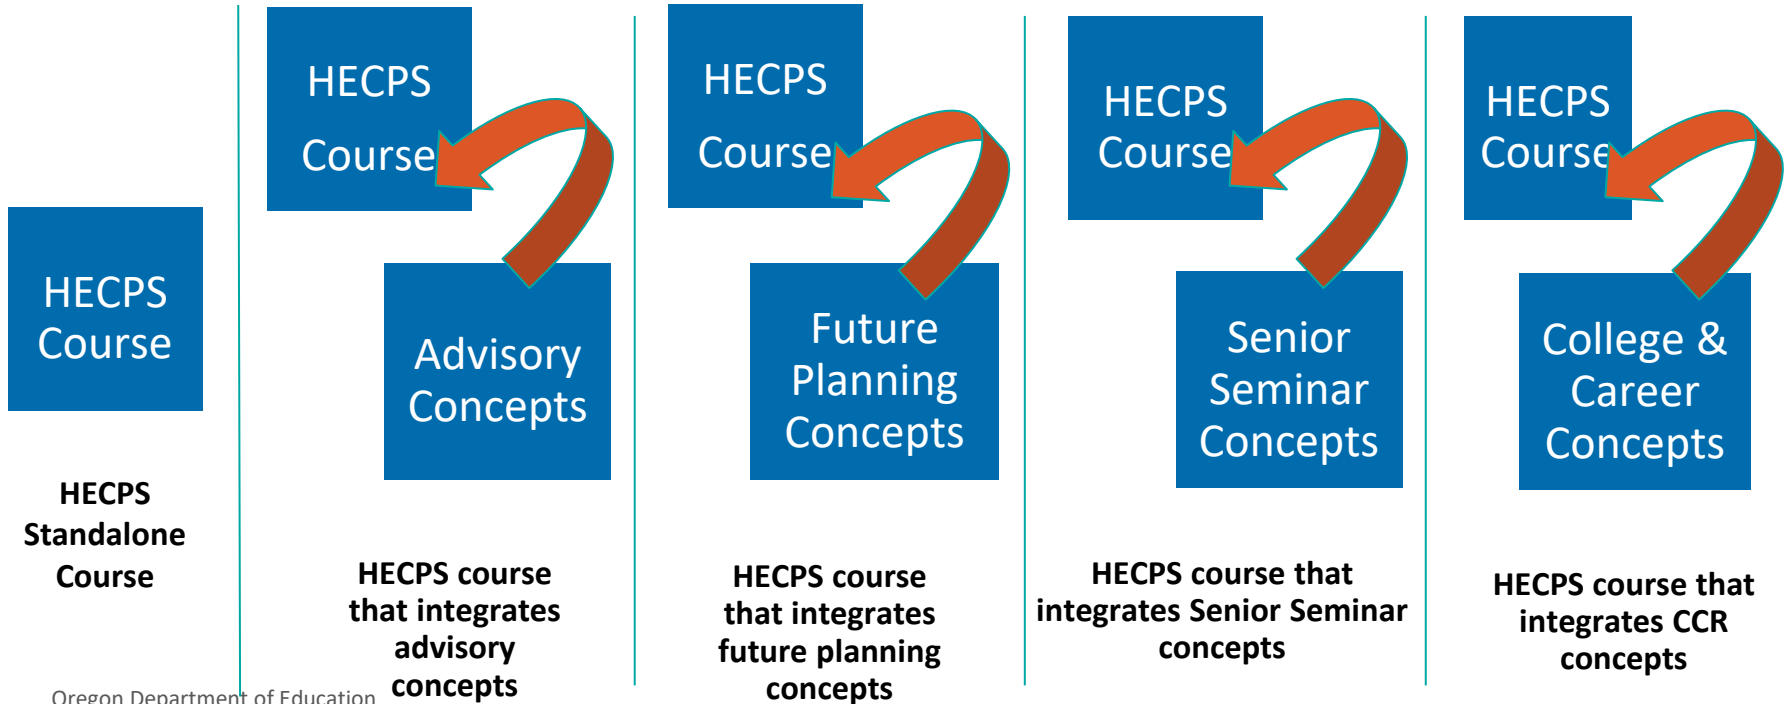 HECPS
Course
HECPS
Standalone
Course
HECPS
Course
Advisory
Concepts
HECPS course
that integrates
advisory
concepts
HECPS
Course
Future
Planning
Concepts
HECPS course
that integrates
future planning
concepts
HECPS
Course
Senior
Seminar
Concepts
HECPS course that
integrates Senior Seminar
concepts
HECPS
Course
College &
Career
Concepts
HECPS course that
integrates CCR
concepts
Oregon Department of Education